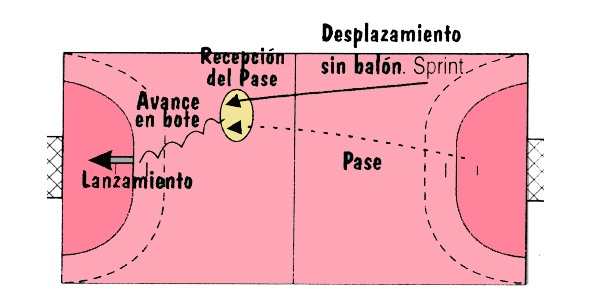 Desplazamiento
sin balón. Sprint
Recepción
del Pase
Avance
en bote
Pase
Lanzamiento